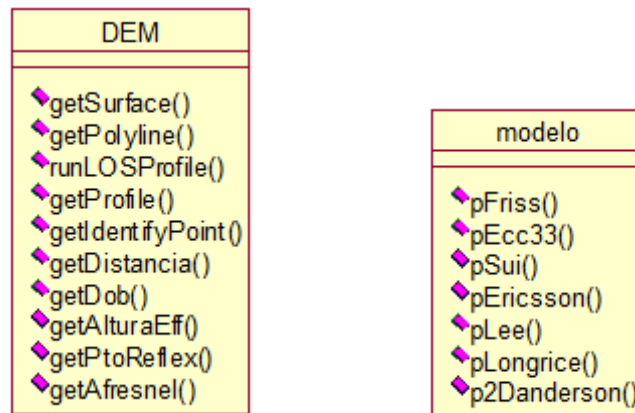 DEM
getSurface()
getPolyline()
runLOSProfile()
getProfile()
getIdentifyPoint()
getDistancia()
getDob()
getAlturaEff()
getPtoReflex()
getAfresnel()
modelo
pFriss()
pEcc33()
pSui()
pEricsson()
pLee()
pLongrice()
p2Danderson()